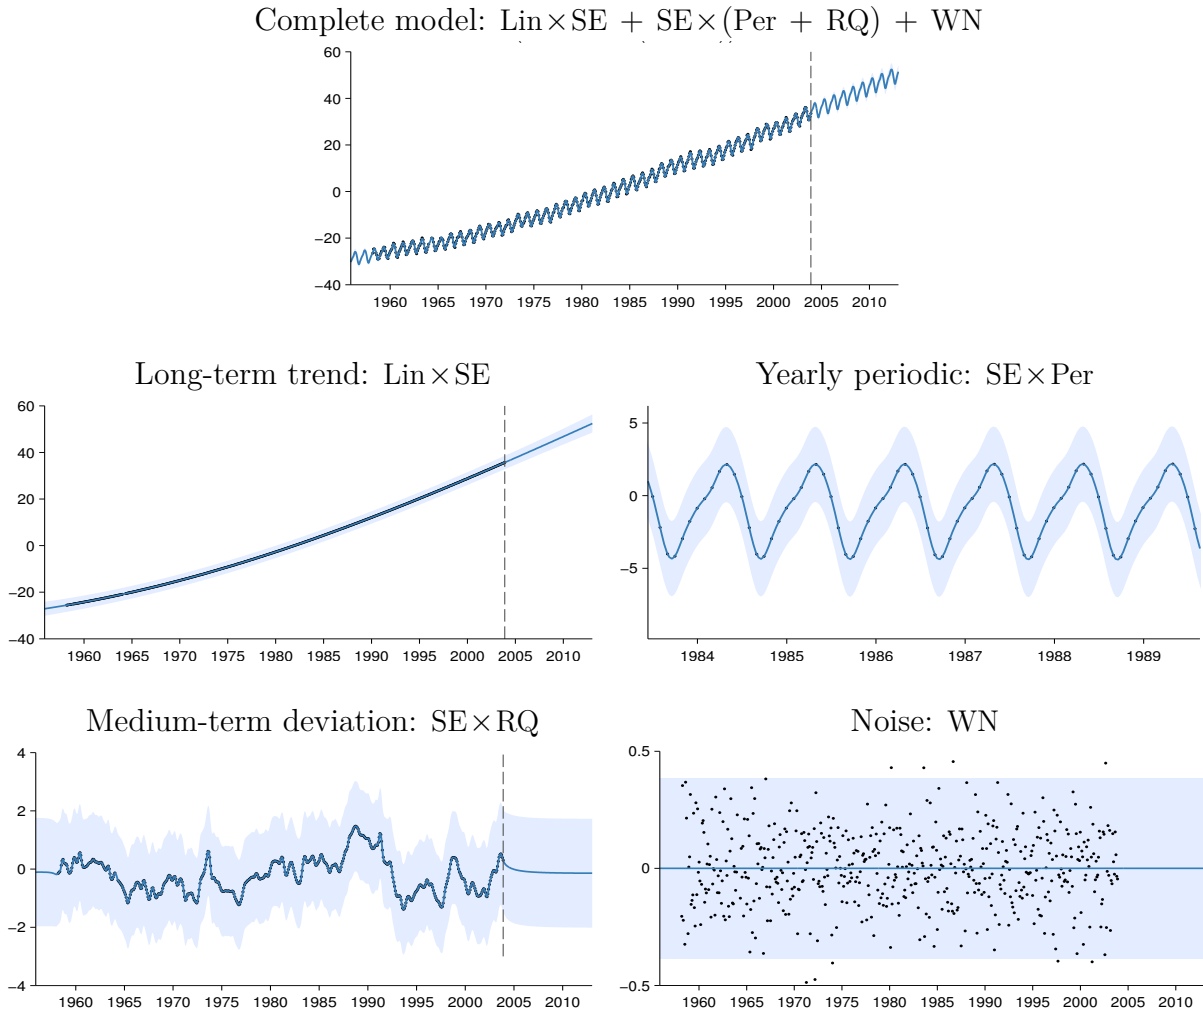 Complete model: Lin×SE + SE×(Per + RQ) + WN
60
40
20
0
−20
−40
1960 1965 1970 1975 1980 1985 1990 1995 2000 2005 2010
Long-term trend: Lin×SE
60
40
20
0
−20
−40
1960 1965 1970 1975 1980 1985 1990 1995 2000 2005 2010
Yearly periodic: SE×Per
5
0
−5
1984 1985 1986 1987 1988 1989
Medium-term deviation: SE×RQ
4
2
0
−2
−4
1960 1965 1970 1975 1980 1985 1990 1995 2000 2005 2010
Noise: WN
0.5
0
−0.5
1960 1965 1970 1975 1980 1985 1990 1995 2000 2005 2010